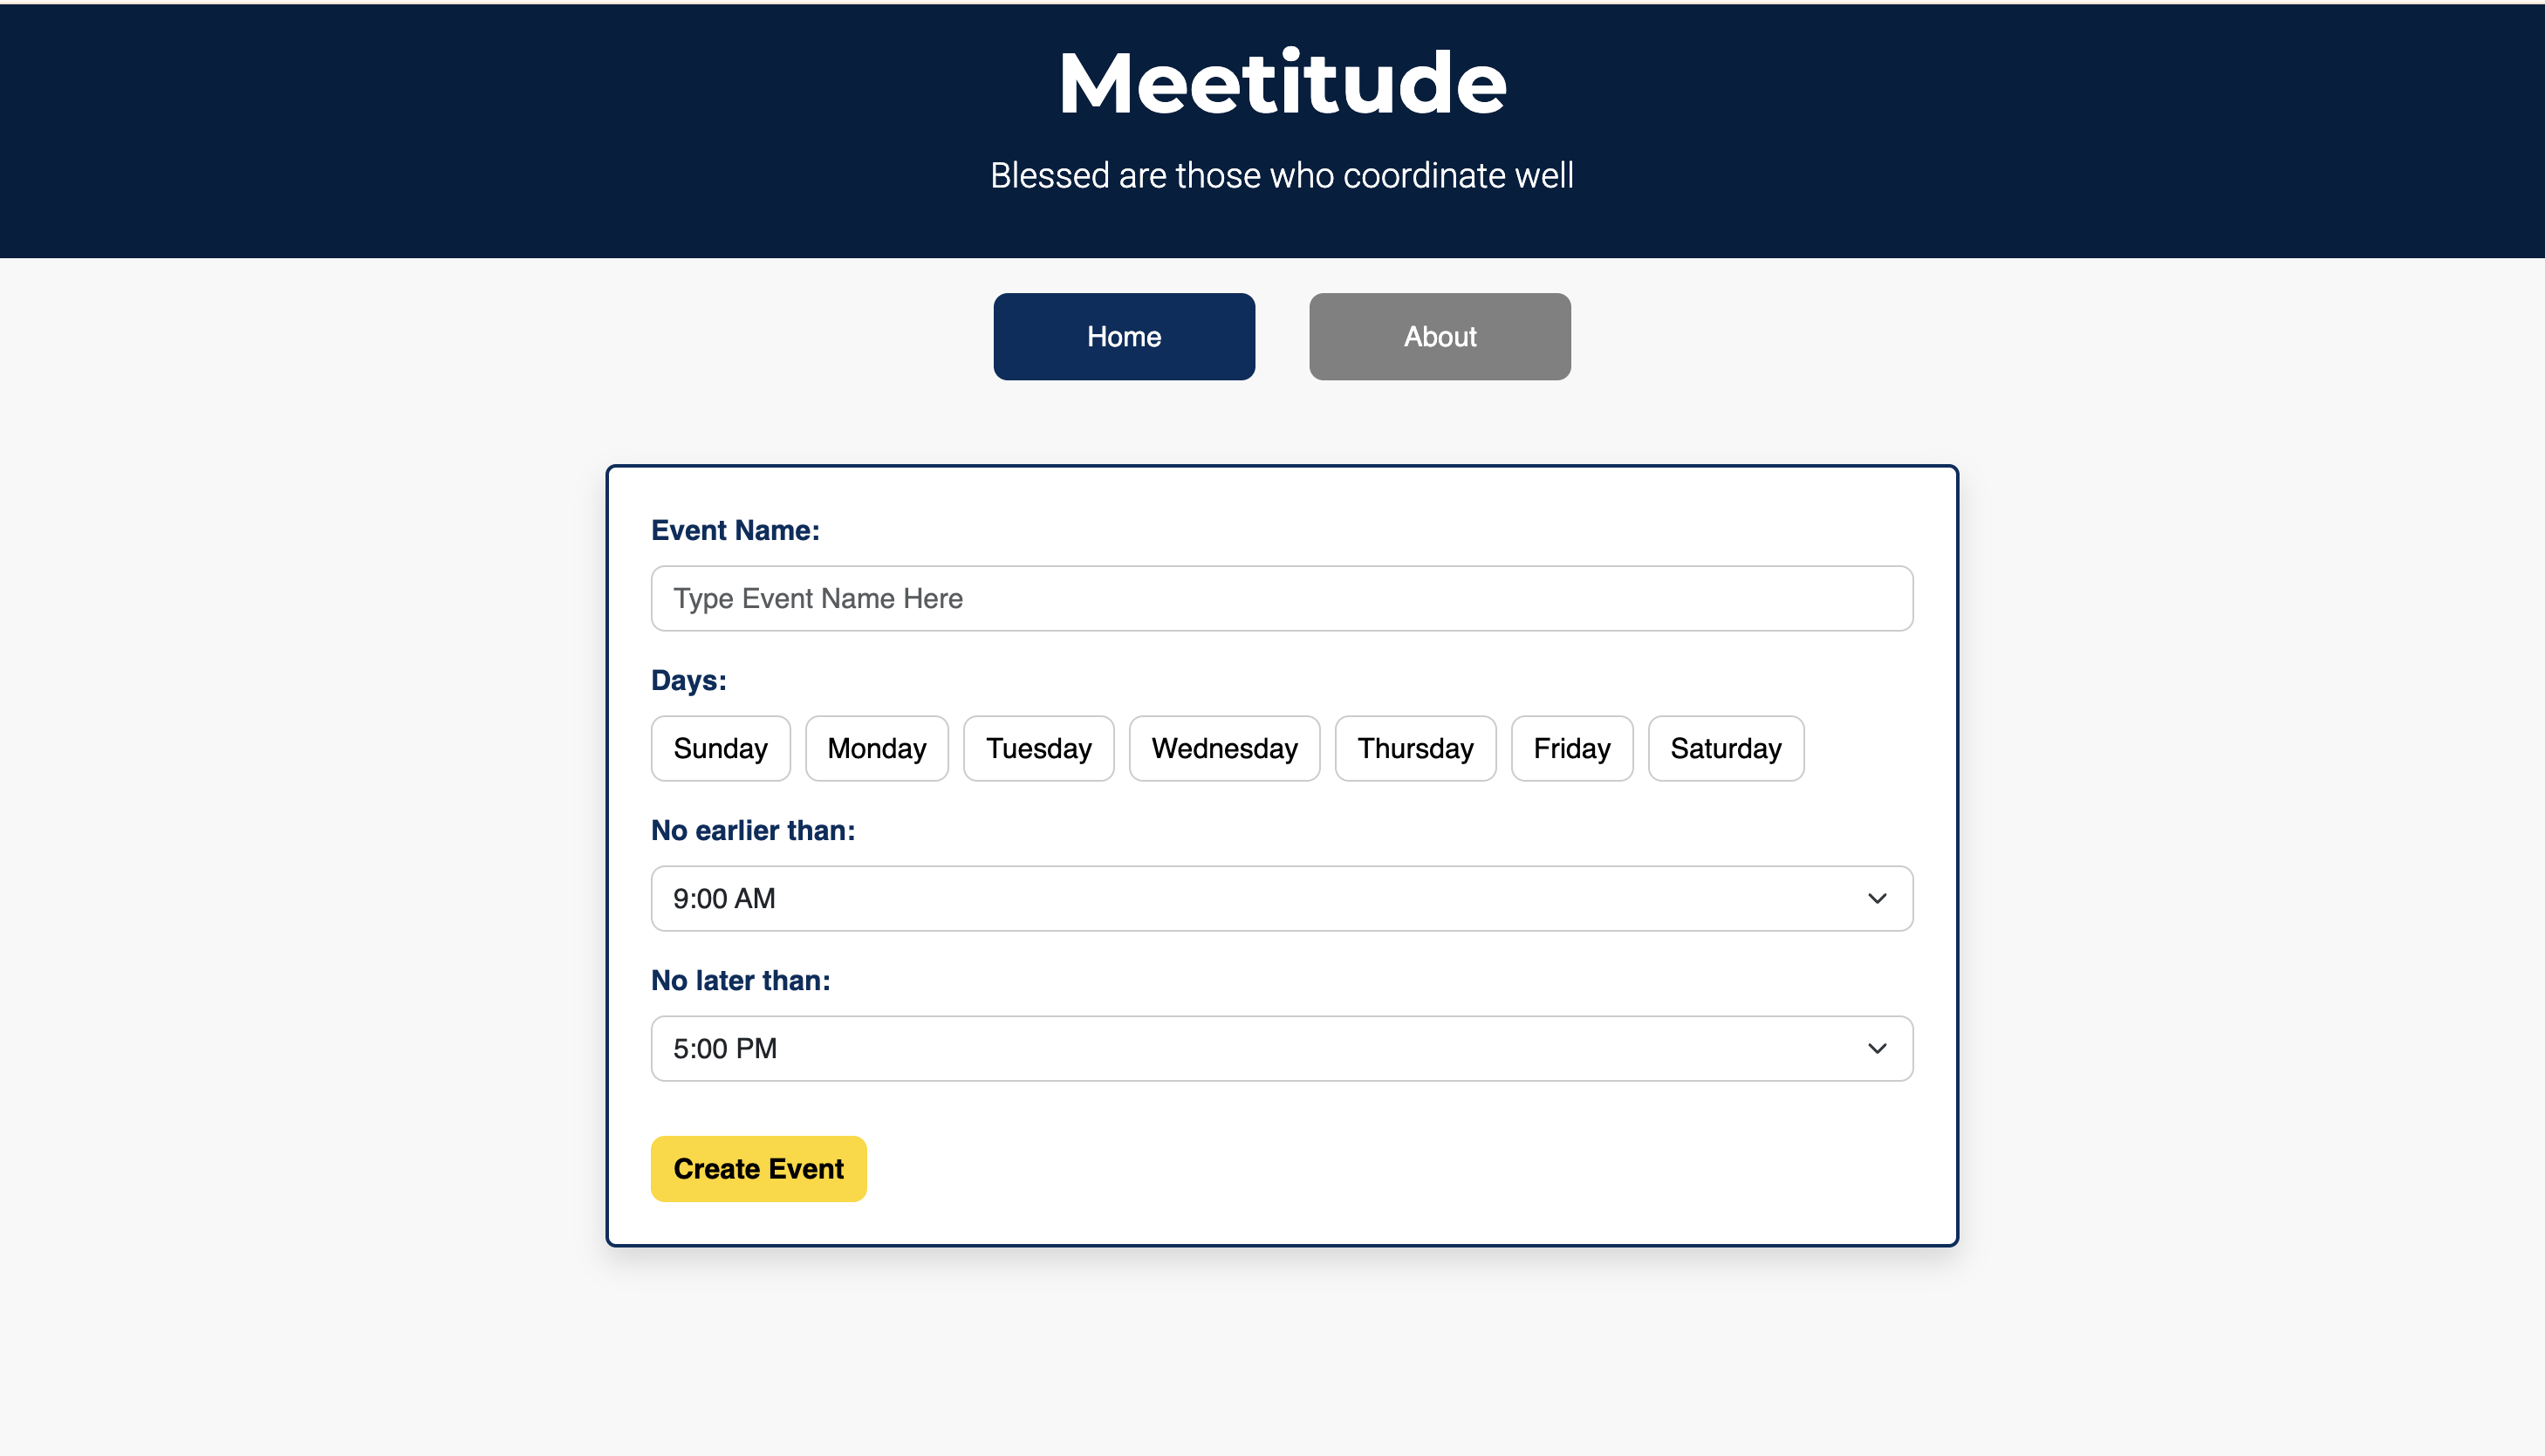 Meetitude
Blessed are those who coordinate well
Home About
Event Name:
Type Event Name Here
Days:
Sunday Monday Tuesday Wednesday Thursday Friday Saturday
No earlier than:
9:00 AM
No later than:
5:00 PM
Create Event